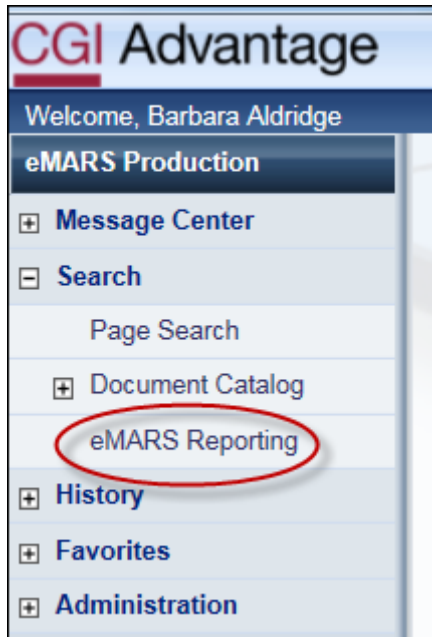 CGI Advantage
Welcome, Barbara Aldridge
eMARS Production
Message Center
Search
Page Search
Document Catalog
eMARS Reporting
History
Favorites
Administration